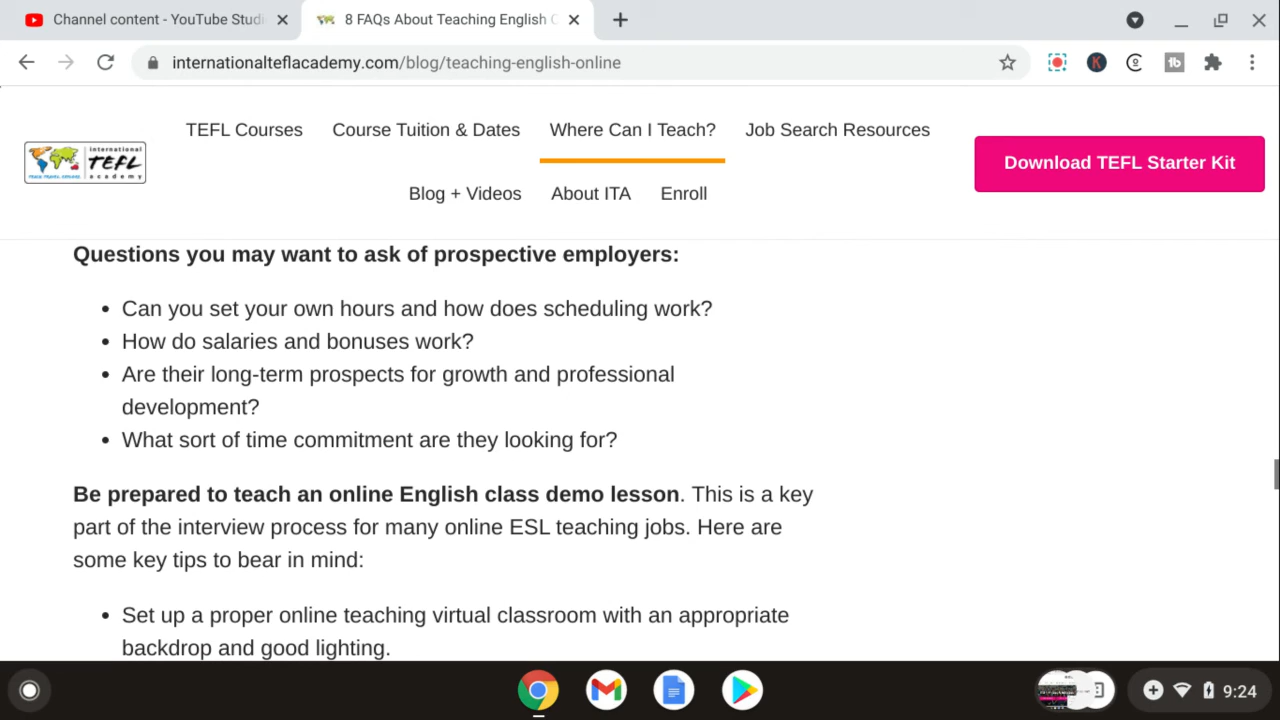 Channel content - YouTube Studi
8 FAQs About Teaching English O
internationalteflacademy.com/blog/teaching-english-online
TEFL Courses
Course Tuition & Dates
Where Can I Teach?
Job Search Resources
Download TEFL Starter Kit
international
TEFL
academy
Blog + Videos
About ITA
Enroll
Questions you may want to ask of prospective employers:
Can you set your own hours and how does scheduling work?
How do salaries and bonuses work?
Are their long-term prospects for growth and professional
development?
What sort of time commitment are they looking for?
Be prepared to teach an online English class demo lesson. This is a key
part of the interview process for many online ESL teaching jobs. Here are
some key tips to bear in mind:
Set up a proper online teaching virtual classroom with an appropriate
backdrop and good lighting.
9:24